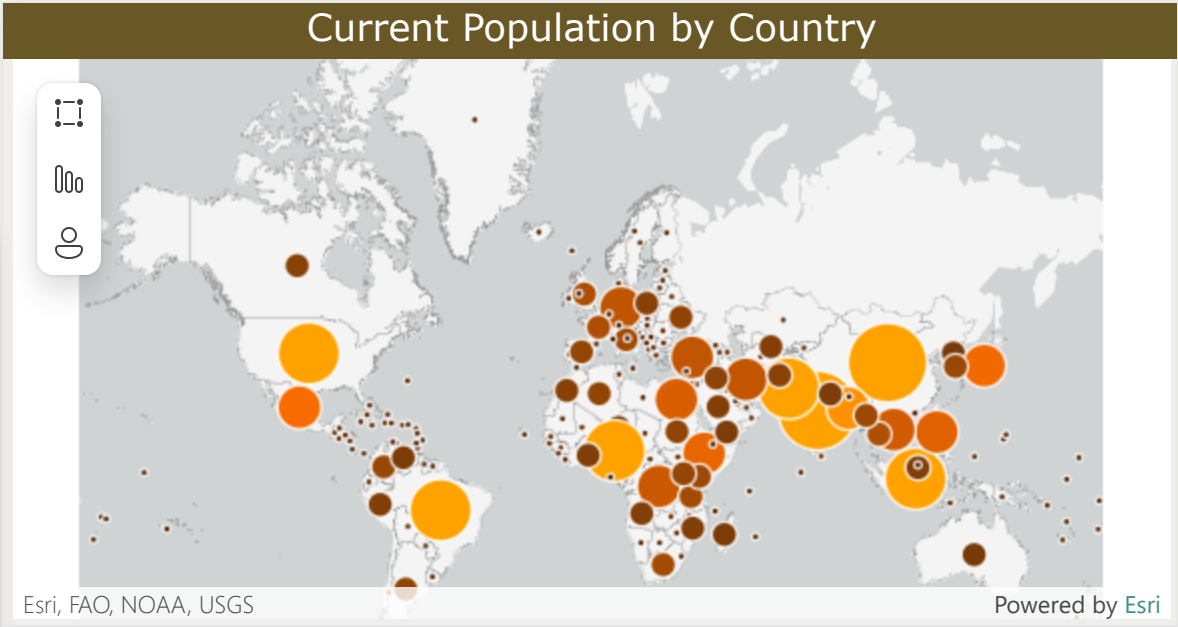 Current Population by Country
Esri, FAO, NOAA, USGS
Powered by Esri